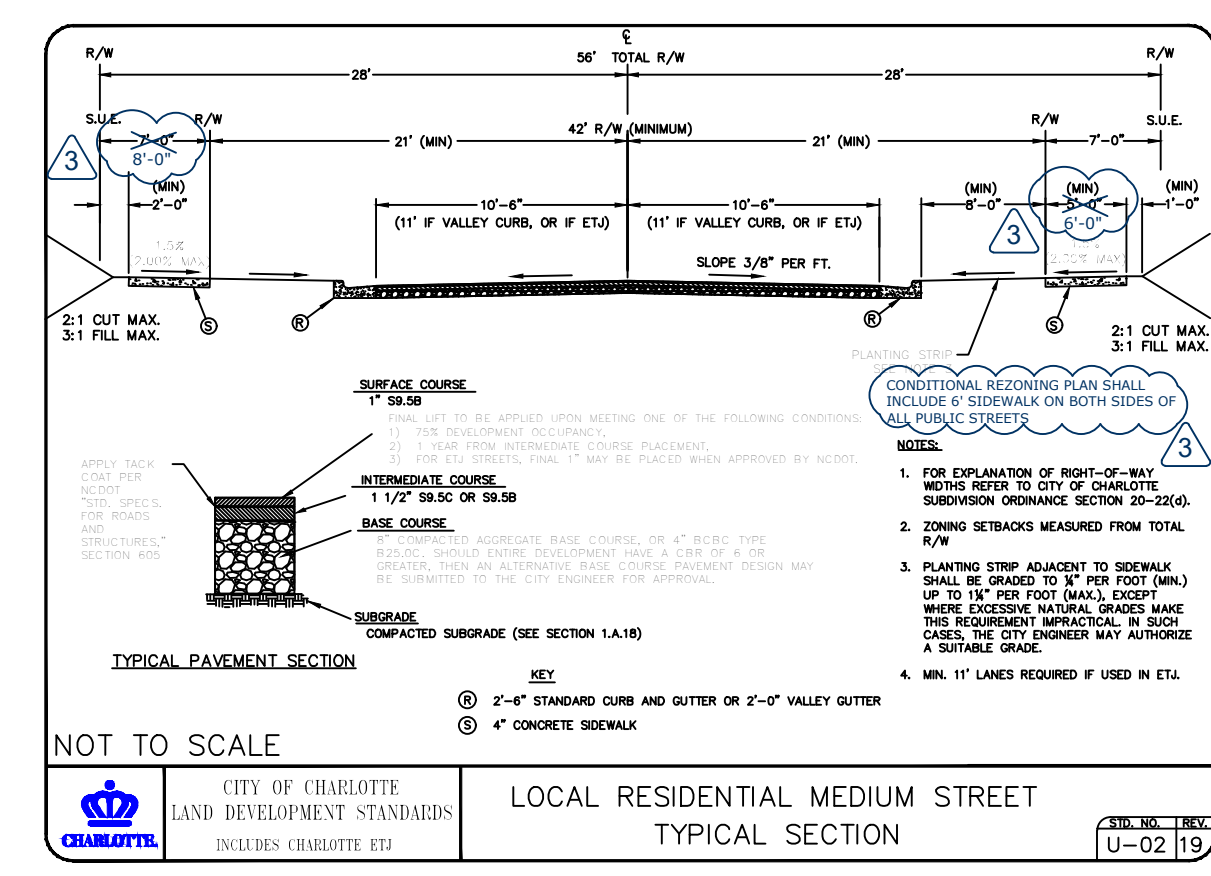 ℄
R/W
56' TOTAL R/W
R/W
28'
28'
S.U.E.
R/W
42' R/W (MINIMUM)
R/W
S.U.E.
3
7'-0"
8'-0"
21' (MIN)
21' (MIN)
7'-0"
(MIN)
2'-0"
10'-6"
(11' IF VALLEY CURB, OR IF ETJ)
10'-6"
(11' IF VALLEY CURB, OR IF ETJ)
(MIN)
8'-0"
(MIN)
5'-0"
6'-0"
(MIN)
1'-0"
3
1.5%
(2.00% MAX)
SLOPE 3/8" PER FT.
(2.00% MAX)
2:1 CUT MAX.
3:1 FILL MAX.
S
R
R
S
2:1 CUT MAX.
3:1 FILL MAX.
PLANTING STRIP
SEE NOTE 3
CONDITIONAL REZONING PLAN SHALL
INCLUDE 6' SIDEWALK ON BOTH SIDES OF
ALL PUBLIC STREETS
3
SURFACE COURSE
1" S9.5B
FINAL LIFT TO BE APPLIED UPON MEETING ONE OF THE FOLLOWING CONDITIONS:
1) 75% DEVELOPMENT OCCUPANCY,
2) 1 YEAR FROM INTERMEDIATE COURSE PLACEMENT,
3) FOR ETJ STREETS, FINAL 1" MAY BE PLACED WHEN APPROVED BY NCDOT.
APPLY TACK
COAT PER
NCDOT
"STD. SPECS.
FOR ROADS
AND
STRUCTURES,"
SECTION 605
INTERMEDIATE COURSE
1 1/2" S9.5C OR S9.5B
BASE COURSE
8" COMPACTED AGGREGATE BASE COURSE, OR 4" BCBC TYPE
B25.0C. SHOULD ENTIRE DEVELOPMENT HAVE A CBR OF 6 OR
GREATER, THEN AN ALTERNATIVE BASE COURSE PAVEMENT DESIGN MAY
BE SUBMITTED TO THE CITY ENGINEER FOR APPROVAL.
SUBGRADE
COMPACTED SUBGRADE (SEE SECTION 1.A.18)
TYPICAL PAVEMENT SECTION
NOTES:
1. FOR EXPLANATION OF RIGHT-OF-WAY
WIDTHS REFER TO CITY OF CHARLOTTE
SUBDIVISION ORDINANCE SECTION 20-22(d).
2. ZONING SETBACKS MEASURED FROM TOTAL
R/W
3. PLANTING STRIP ADJACENT TO SIDEWALK
SHALL BE GRADED TO ¼" PER FOOT (MIN.)
UP TO 1¼" PER FOOT (MAX.), EXCEPT
WHERE EXCESSIVE NATURAL GRADES MAKE
THIS REQUIREMENT IMPRACTICAL. IN SUCH
CASES, THE CITY ENGINEER MAY AUTHORIZE
A SUITABLE GRADE.
4. MIN. 11' LANES REQUIRED IF USED IN ETJ.
KEY
R 2'-6" STANDARD CURB AND GUTTER OR 2'-0" VALLEY GUTTER
S 4" CONCRETE SIDEWALK
NOT TO SCALE
CHARLOTTE.
CITY OF CHARLOTTE
LAND DEVELOPMENT STANDARDS
INCLUDES CHARLOTTE ETJ
LOCAL RESIDENTIAL MEDIUM STREET
TYPICAL SECTION
STD. NO. REV.
U-02 19